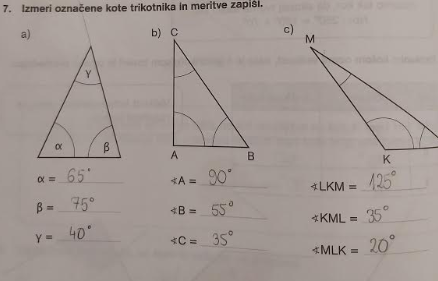 7. Izmeri označene kote trikotnika in meritve zapiši.
a)
b)
c)
C
M
γ
α
β
A
B
K
α = 65°
β = 75°
γ = 40°
∢A = 90°
∢B = 55°
∢C = 35°
∢LKM = 125°
∢KML = 35°
∢MLK = 20°